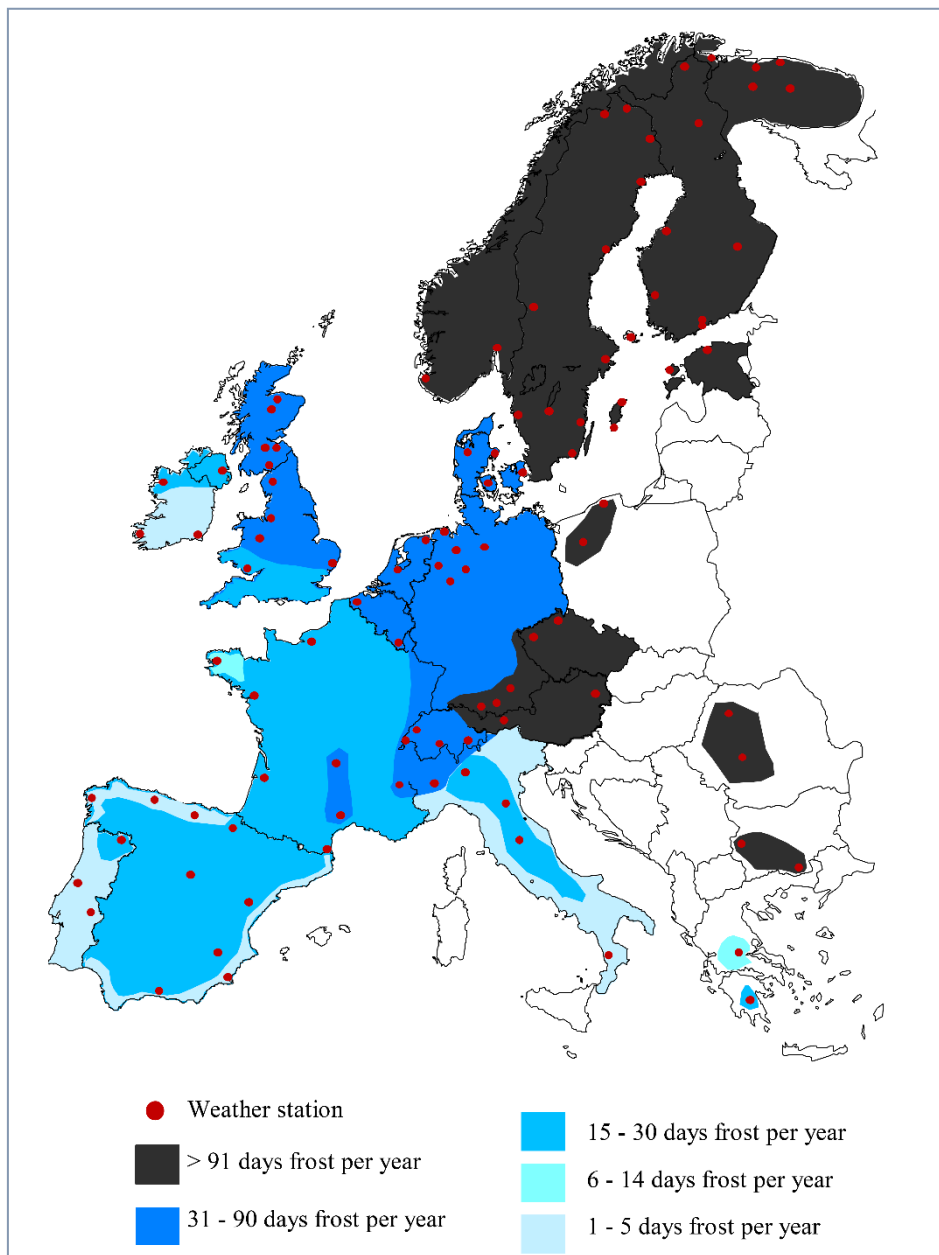 Weather station
> 91 days frost per year
31 - 90 days frost per year
15 - 30 days frost per year
6 - 14 days frost per year
1 - 5 days frost per year